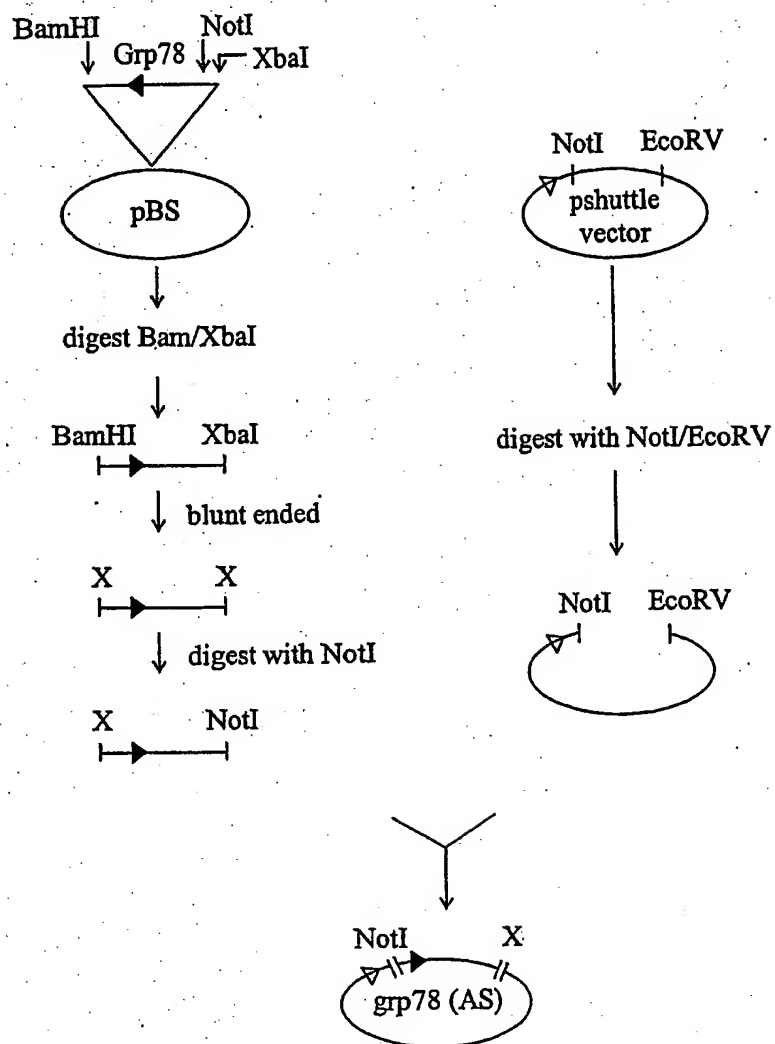 BamHI
NotI
Grp78
XbaI
pBS
digest Bam/XbaI
BamHI XbaI
blunt ended
X X
digest with NotI
X NotI
NotI EcoRV
pshuttle
vector
digest with NotI/EcoRV
NotI EcoRV
NotI X
grp78 (AS)